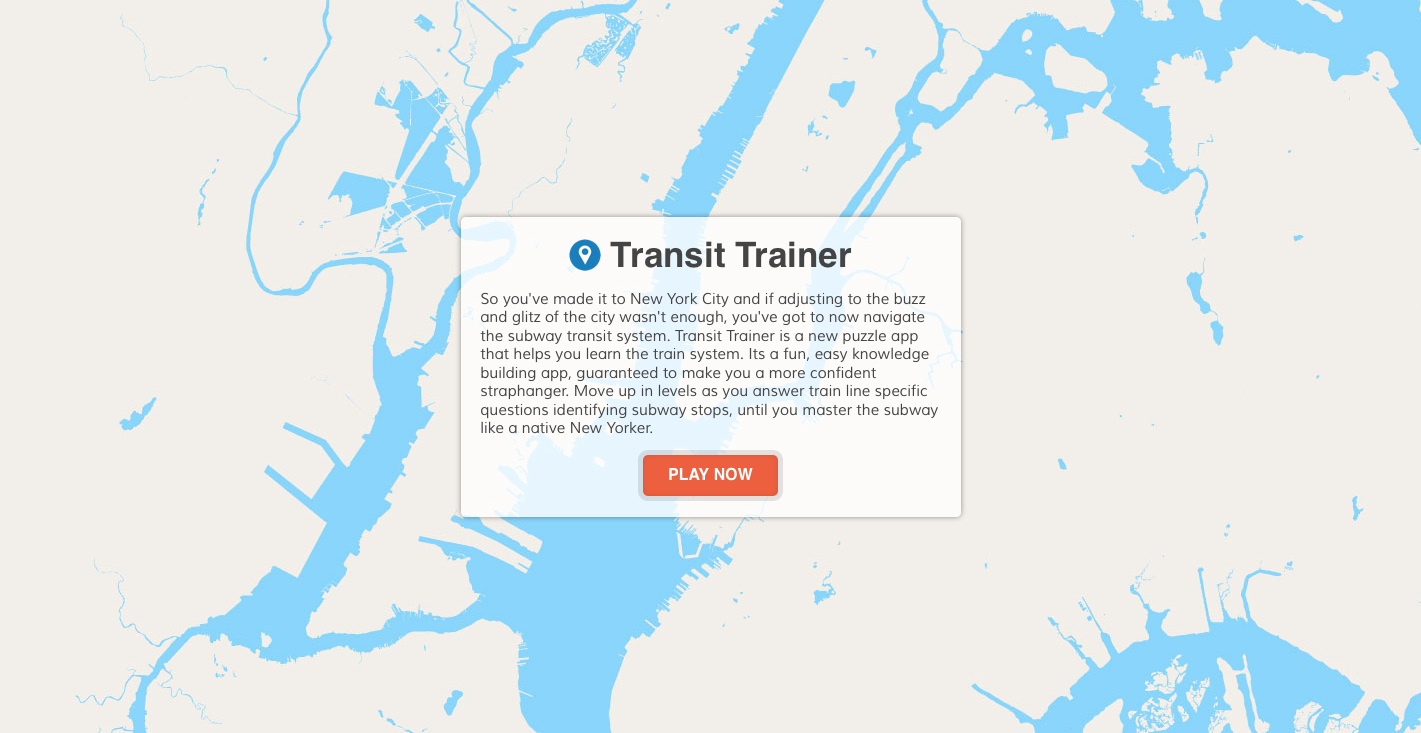 Transit Trainer
So you've made it to New York City and if adjusting to the buzz
and glitz of the city wasn't enough, you've got to now navigate
the subway transit system. Transit Trainer is a new puzzle app
that helps you learn the train system. Its a fun, easy knowledge
building app, guaranteed to make you a more confident
straphanger. Move up in levels as you answer train line specific
questions identifying subway stops, until you master the subway
like a native New Yorker.
PLAY NOW